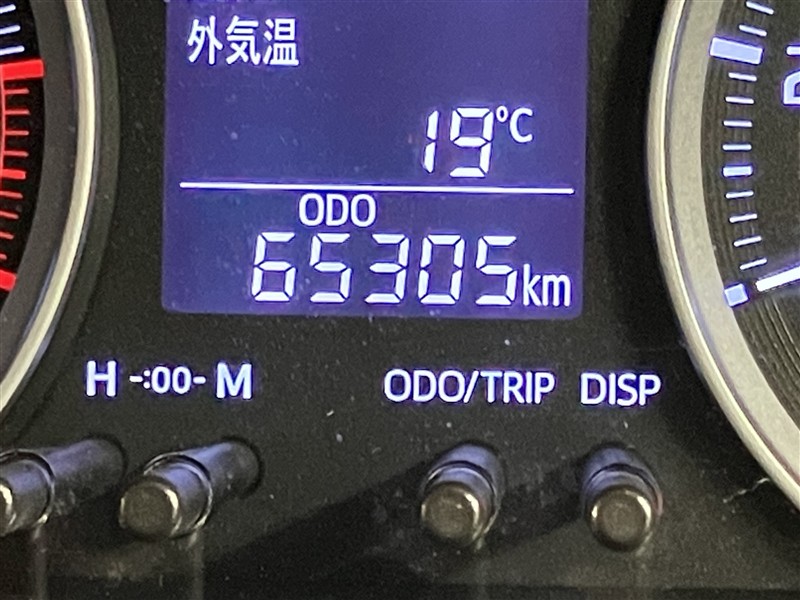 外気温
19℃
ODO
65305km
H -:00- M
ODO/TRIP DISP